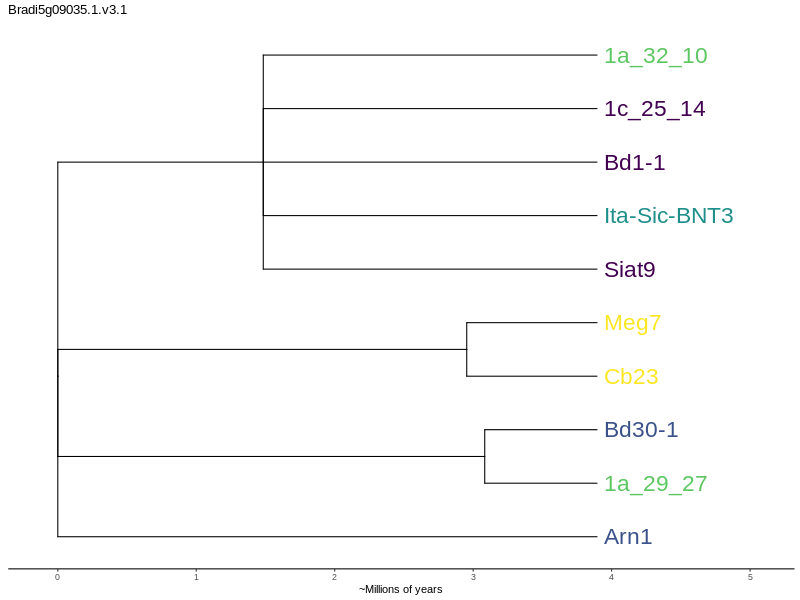 Bradi5g09035.1.v3.1
1a_32_10
1c_25_14
Bd1-1
Ita-Sic-BNT3
Siat9
Meg7
Cb23
Bd30-1
1a_29_27
Arn1
0 1 2 3 4 5
~Millions of years